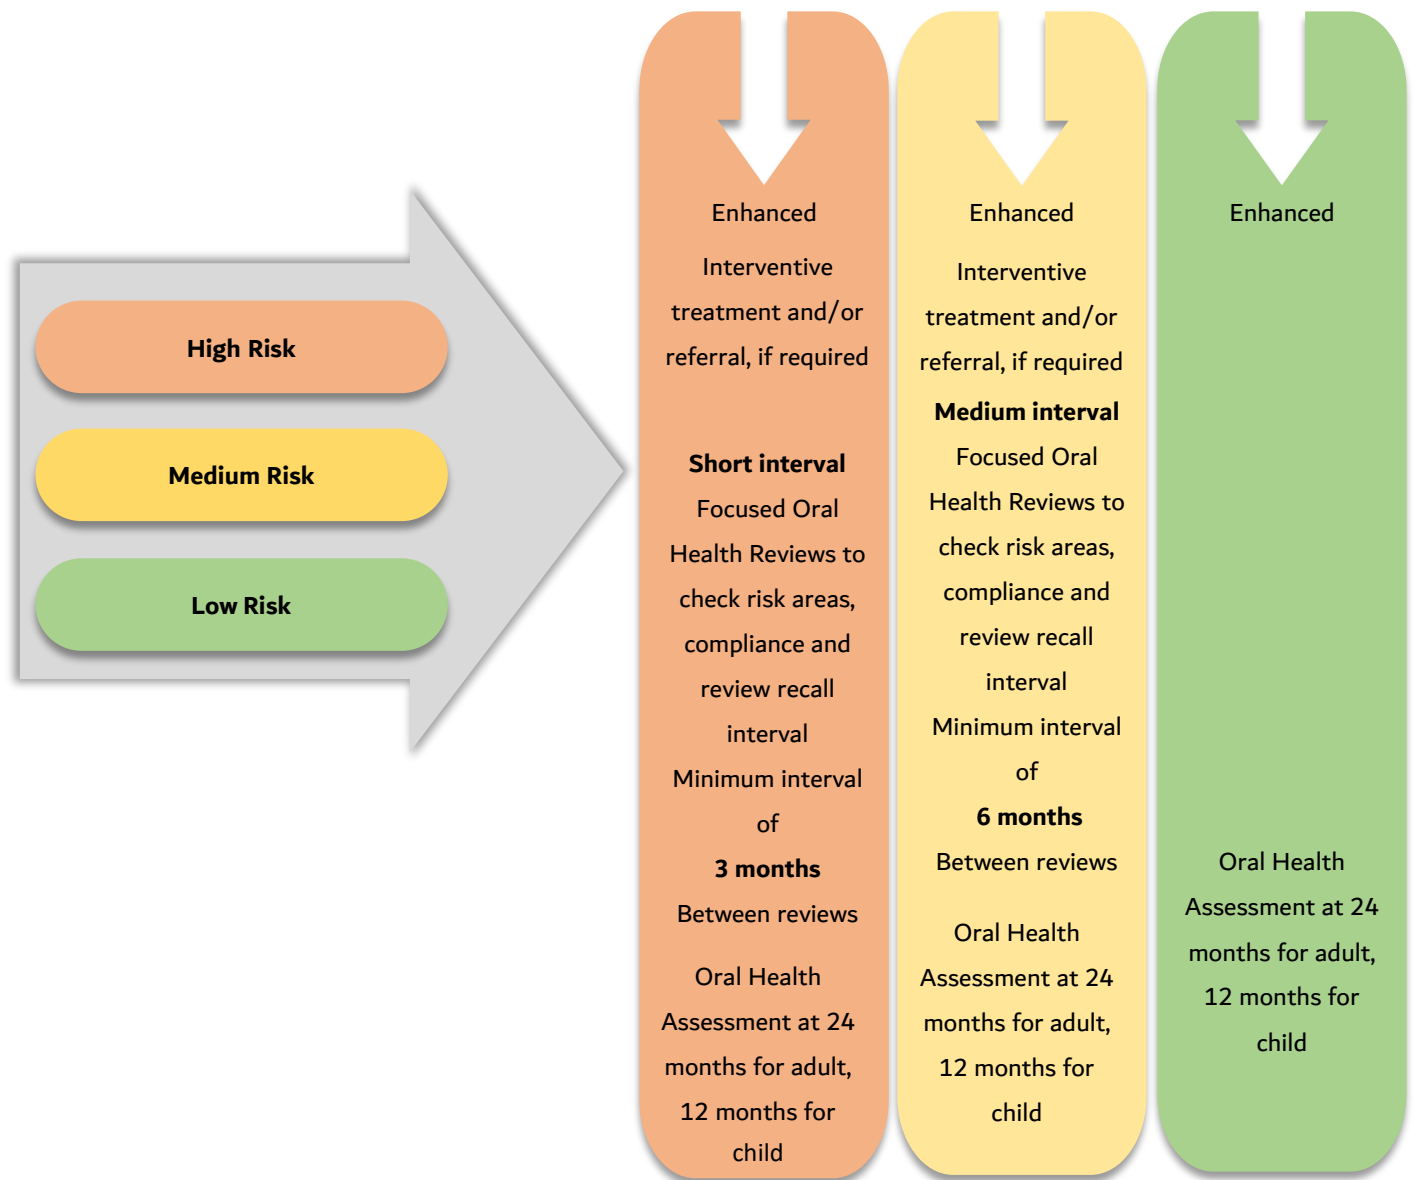 High Risk
Medium Risk
Low Risk
Enhanced
Interventive
treatment and/or
referral, if required
Short interval
Focused Oral
Health Reviews to
check risk areas,
compliance and
review recall
interval
Minimum interval
of
3 months
Between reviews
Oral Health
Assessment at 24
months for adult,
12 months for
child
Enhanced
Interventive
treatment and/or
referral, if required
Medium interval
Focused Oral
Health Reviews to
check risk areas,
compliance and
review recall
interval
Minimum interval
of
6 months
Between reviews
Oral Health
Assessment at 24
months for adult,
12 months for
child
Enhanced
Oral Health
Assessment at 24
months for adult,
12 months for
child